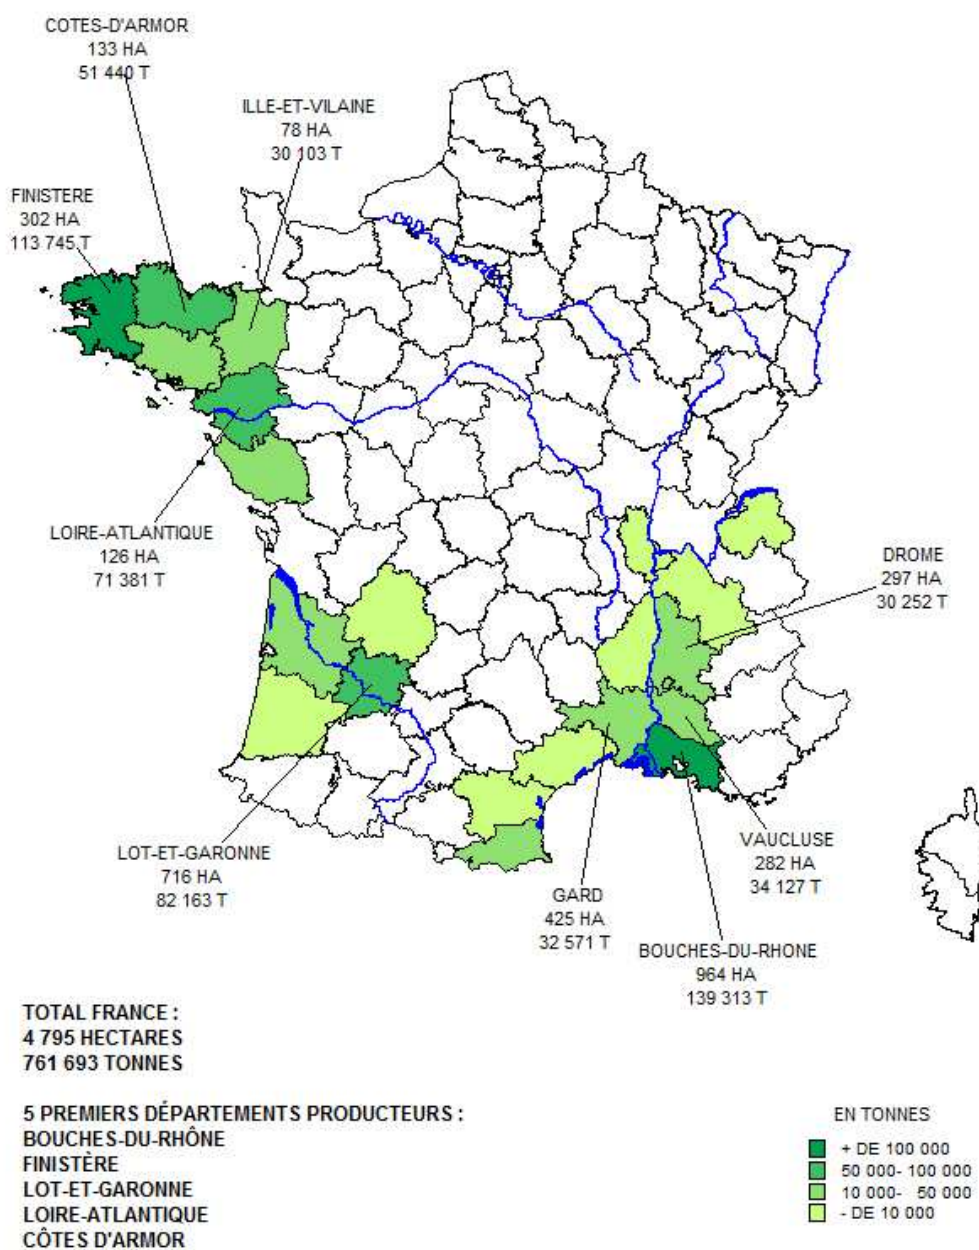 COTES-D'ARMOR
133 HA
51 440 T
ILLE-ET-VILAINE
78 HA
30 103 T
FINISTERE
302 HA
113 745 T
LOIRE-ATLANTIQUE
126 HA
71 381 T
DROME
297 HA
30 252 T
LOT-ET-GARONNE
716 HA
82 163 T
VAUCLUSE
282 HA
34 127 T
GARD
425 HA
32 571 T
BOUCHES-DU-RHONE
964 HA
139 313 T
TOTAL FRANCE :
4 795 HECTARES
761 693 TONNES
5 PREMIERS DÉPARTEMENTS PRODUCTEURS :
BOUCHES-DU-RHÔNE
FINISTÈRE
LOT-ET-GARONNE
LOIRE-ATLANTIQUE
CÔTES D'ARMOR
EN TONNES
+ DE 100 000
50 000- 100 000
10 000- 50 000
- DE 10 000